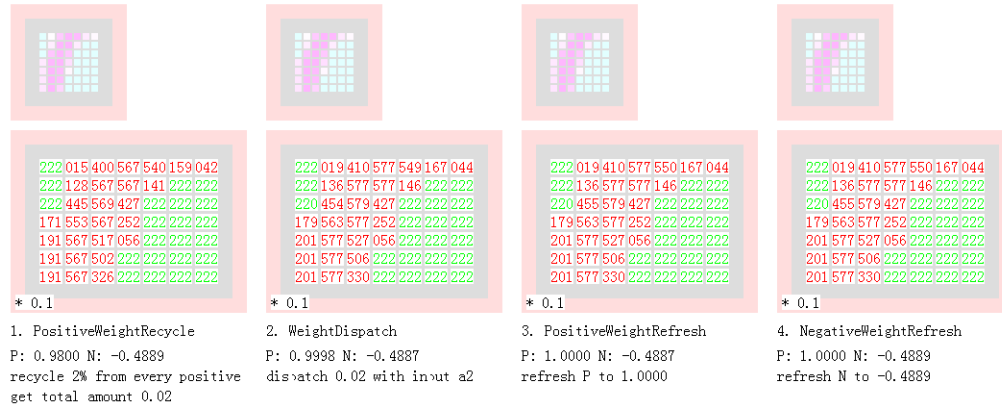 222 015 400 567 540 159 042
222 128 567 567 141 222 222
222 445 569 427 222 222 222
171 553 567 252 222 222 222
191 567 517 056 222 222 222
191 567 502 222 222 222 222
191 567 326 222 222 222 222
* 0.1
1. PositiveWeightRecycle
P: 0.9800 N: -0.4889
recycle 2% from every positive
get total amount 0.02
222 019 410 577 549 167 044
222 136 577 577 146 222 222
220 454 579 427 222 222 222
179 563 577 252 222 222 222
201 577 527 056 222 222 222
201 577 506 222 222 222 222
201 577 330 222 222 222 222
* 0.1
2. WeightDispatch
P: 0.9998 N: -0.4887
dispatch 0.02 with input a2
222 019 410 577 550 167 044
222 136 577 577 146 222 222
220 455 579 427 222 222 222
179 563 577 252 222 222 222
201 577 527 056 222 222 222
201 577 506 222 222 222 222
201 577 330 222 222 222 222
* 0.1
3. PositiveWeightRefresh
P: 1.0000 N: -0.4887
refresh P to 1.0000
222 019 410 577 550 167 044
222 136 577 577 146 222 222
220 455 579 427 222 222 222
179 563 577 252 222 222 222
201 577 527 056 222 222 222
201 577 506 222 222 222 222
201 577 330 222 222 222 222
* 0.1
4. NegativeWeightRefresh
P: 1.0000 N: -0.4889
refresh N to -0.4889